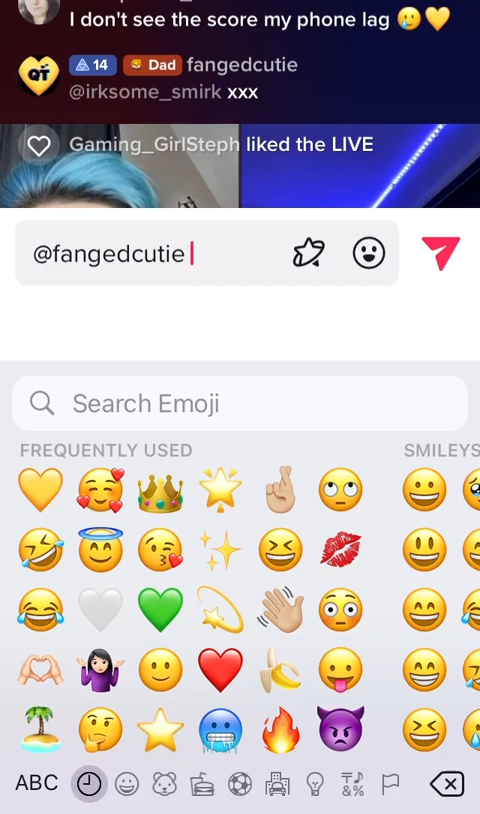 I don't see the score my phone lag 🥲💛
QT
14 Dad fangedcutie
@irksome_smirk xxx
Gaming_GirlSteph liked the LIVE
@fangedcutie
Search Emoji
FREQUENTLY USED
SMILEYS
ABC
&%